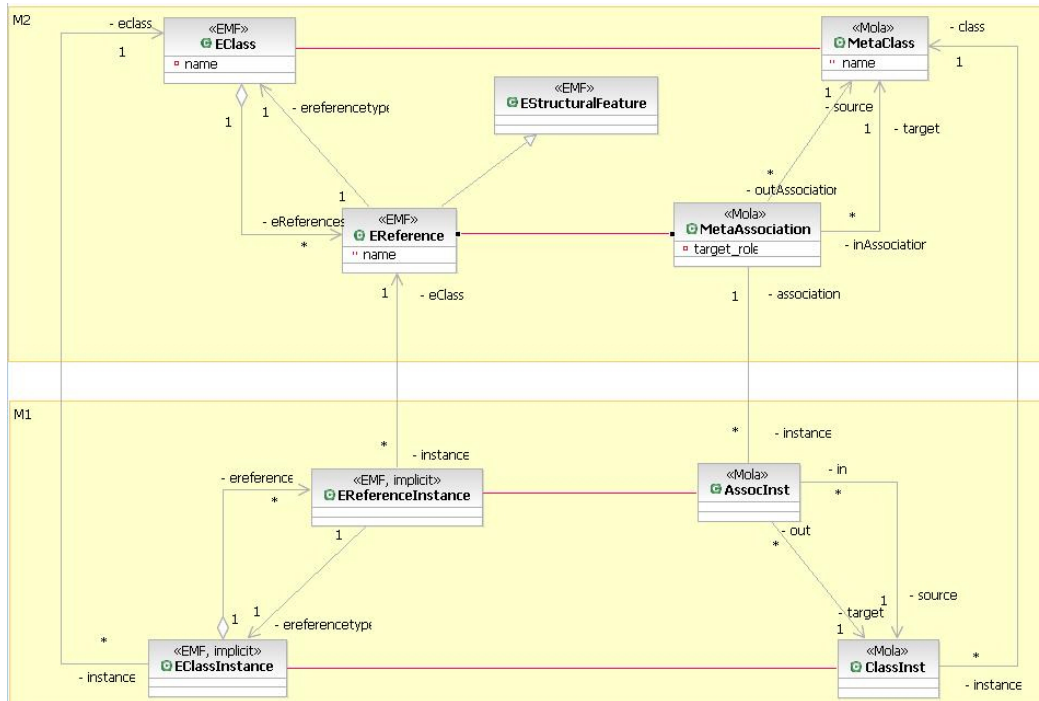 M2
- eclass
1
«EMF»
EClass
name
«Mola»
MetaClass
name
- class
1
«EMF»
EStructuralFeature
1
- ereferencetype
1
1
- source
1
- target
1
*
- outAssociation
- eReferences
*
«EMF»
EReference
name
«Mola»
MetaAssociation
target_role
*
- inAssociation
1
- eClass
1
- association
M1
*
- instance
*
- instance
- ereference
*
«EMF, implicit»
EReferenceInstance
«Mola»
AssocInst
- in
*
1
- out
*
1
1
- ereferencetype
1
- source
- target
1
*
- instance
«EMF, implicit»
EClassInstance
«Mola»
ClassInst
*
- instance